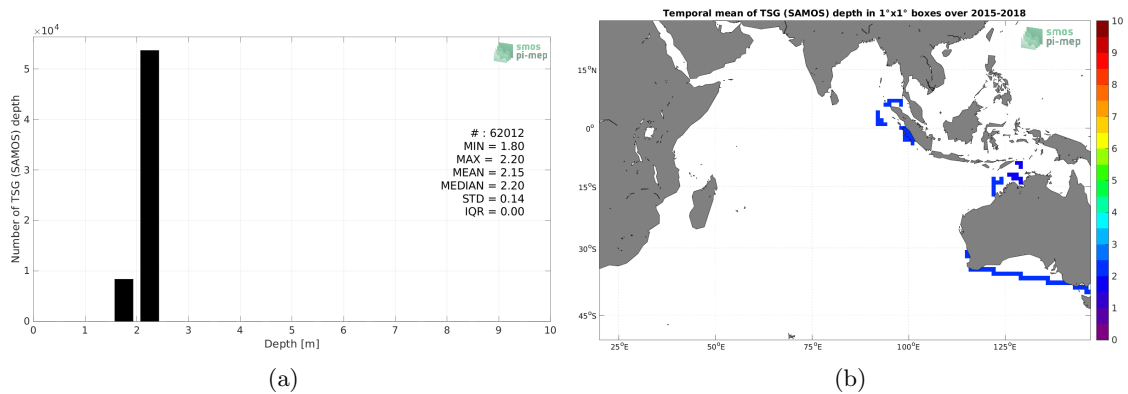 ×10⁴
smos
pi-mep
5
4
3
2
1
0
Number of TSG (SAMOS) depth
# : 62012
MIN = 1.80
MAX = 2.20
MEAN = 2.15
MEDIAN = 2.20
STD = 0.14
IQR = 0.00
0 1 2 3 4 5 6 7 8 9 10
Depth [m]
(a)
Temporal mean of TSG (SAMOS) depth in 1°x1° boxes over 2015-2018
smos
pi-mep
15°N
0°
15°S
30°S
45°S
25°E 50°E 75°E 100°E 125°E
10
9
8
7
6
5
4
3
2
1
0
(b)